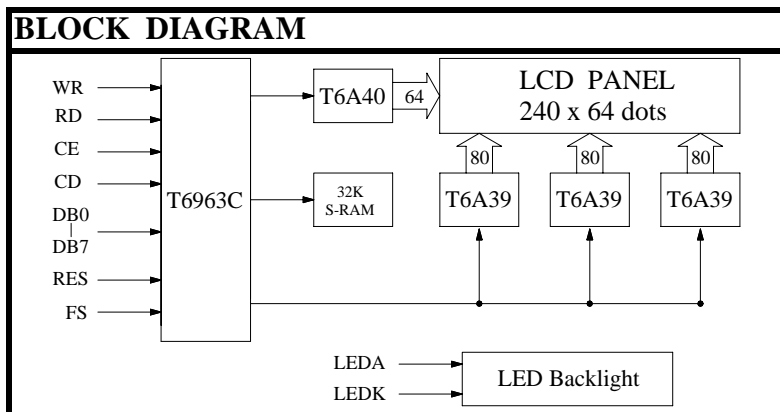 BLOCK DIAGRAM
WR
RD
CE
CD
DB0
DB7
RES
FS
T6963C
T6A40
64
LCD PANEL
240 x 64 dots
80
80
80
32K
S-RAM
T6A39
T6A39
T6A39
LEDA
LEDK
LED Backlight